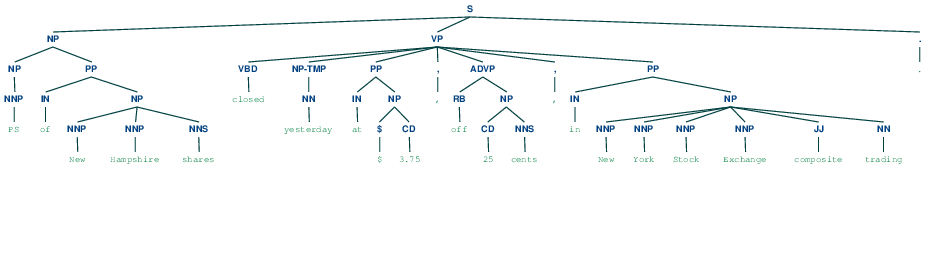 S
NP VP .
NP PP VBD NP-TMP PP , ADVP , PP .
NNP IN NP closed NN IN NP , RB NP , IN NP
PS of NNP NNP NNS yesterday at $ CD off CD NNS in NNP NNP NNP NNP JJ NN
New Hampshire shares $ 3.75 25 cents New York Stock Exchange composite trading